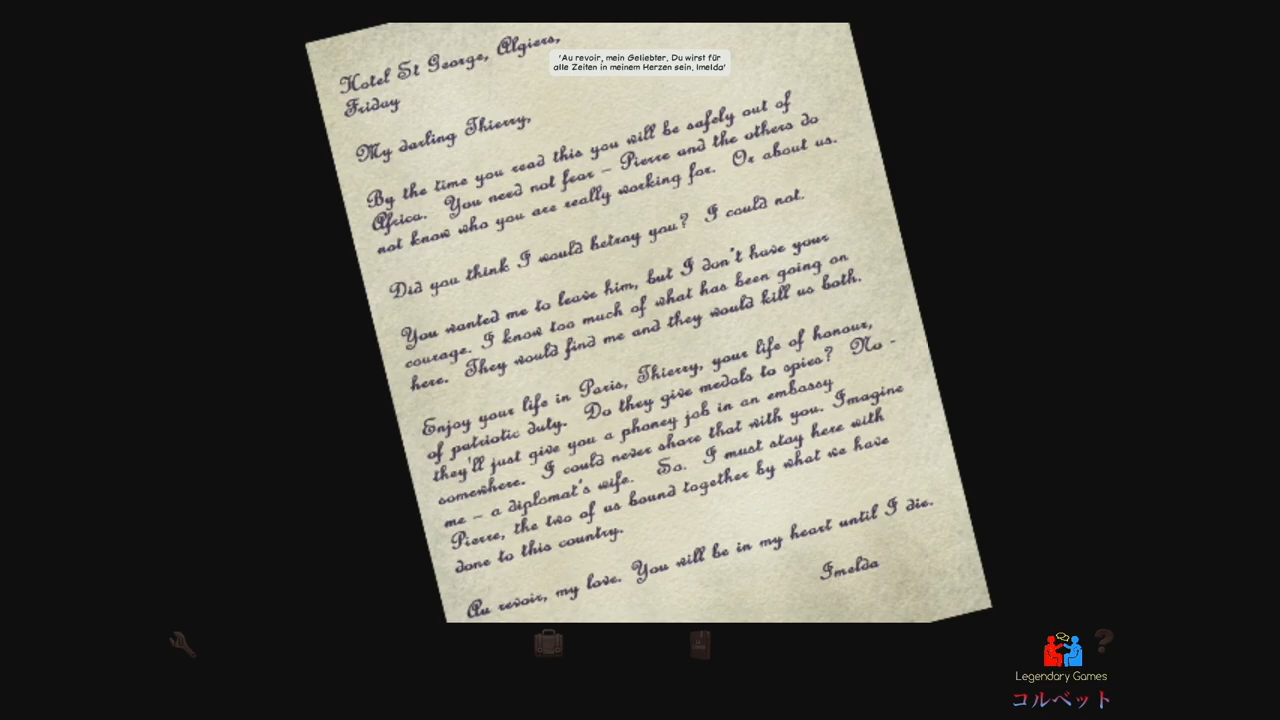 Hotel St George, Algiers,
Friday
'Au revoir, mein Geliebter, Du wirst für
alle Zeiten in meinem Herzen sein, Imelda'
My darling Thierry,
By the time you read this you will be safely out of
Africa. You need not fear – Pierre and the others do
not know who you are really working for. Or about us.
Did you think I would betray you? I could not.
You wanted me to leave him, but I don't have your
courage. I know too much of what has been going on
here. They would find me and they would kill us both.
Enjoy your life in Paris, Thierry, your life of honour,
of patriotic duty. Do they give medals to spies? No -
they'll just give you a phoney job in an embassy
somewhere. I could never share that with you. Imagine
me – a diplomat's wife. So. I must stay here with
Pierre, the two of us bound together by what we have
done to this country.
Au revoir, my love. You will be in my heart until I die.
Imelda
?
Legendary Games
コルベット